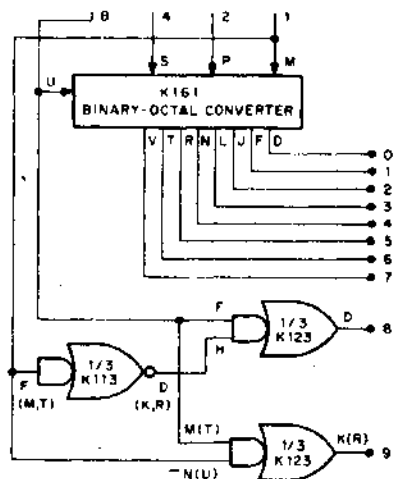 8 4 2 1
S P M
U
K161
BINARY-OCTAL CONVERTER
V T R N L J F D
0
1
2
3
4
5
6
7
F 1/3 D 8
K123
H
1/3
K113
F D
(M,T) (K,R)
M(T)
1/3 K(R) 9
K123
N(U)